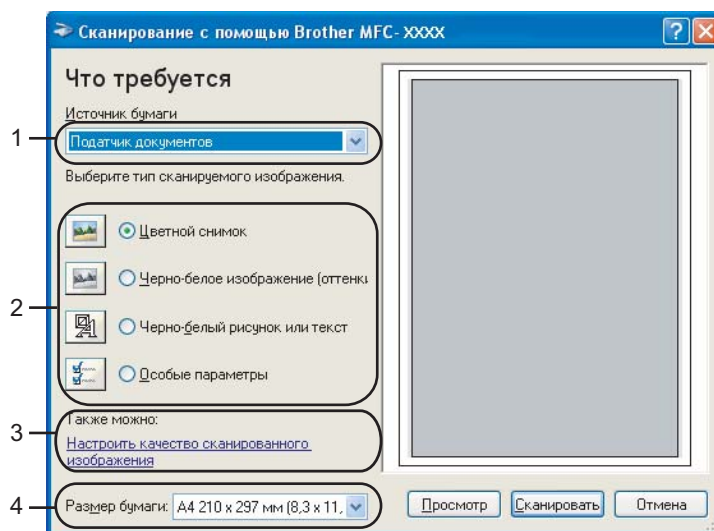 Сканирование с помощью Brother MFC- XXXX
Что требуется
Источник бумаги
1
Податчик документов
Выберите тип сканируемого изображения.
2
Цветной снимок
Черно-белое изображение (оттенки
Черно-белый рисунок или текст
Особые параметры
3
Также можно:
Настроить качество сканированного
изображения
4
Размер бумаги: A4 210 x 297 мм (8,3 x 11,
Просмотр Сканировать Отмена